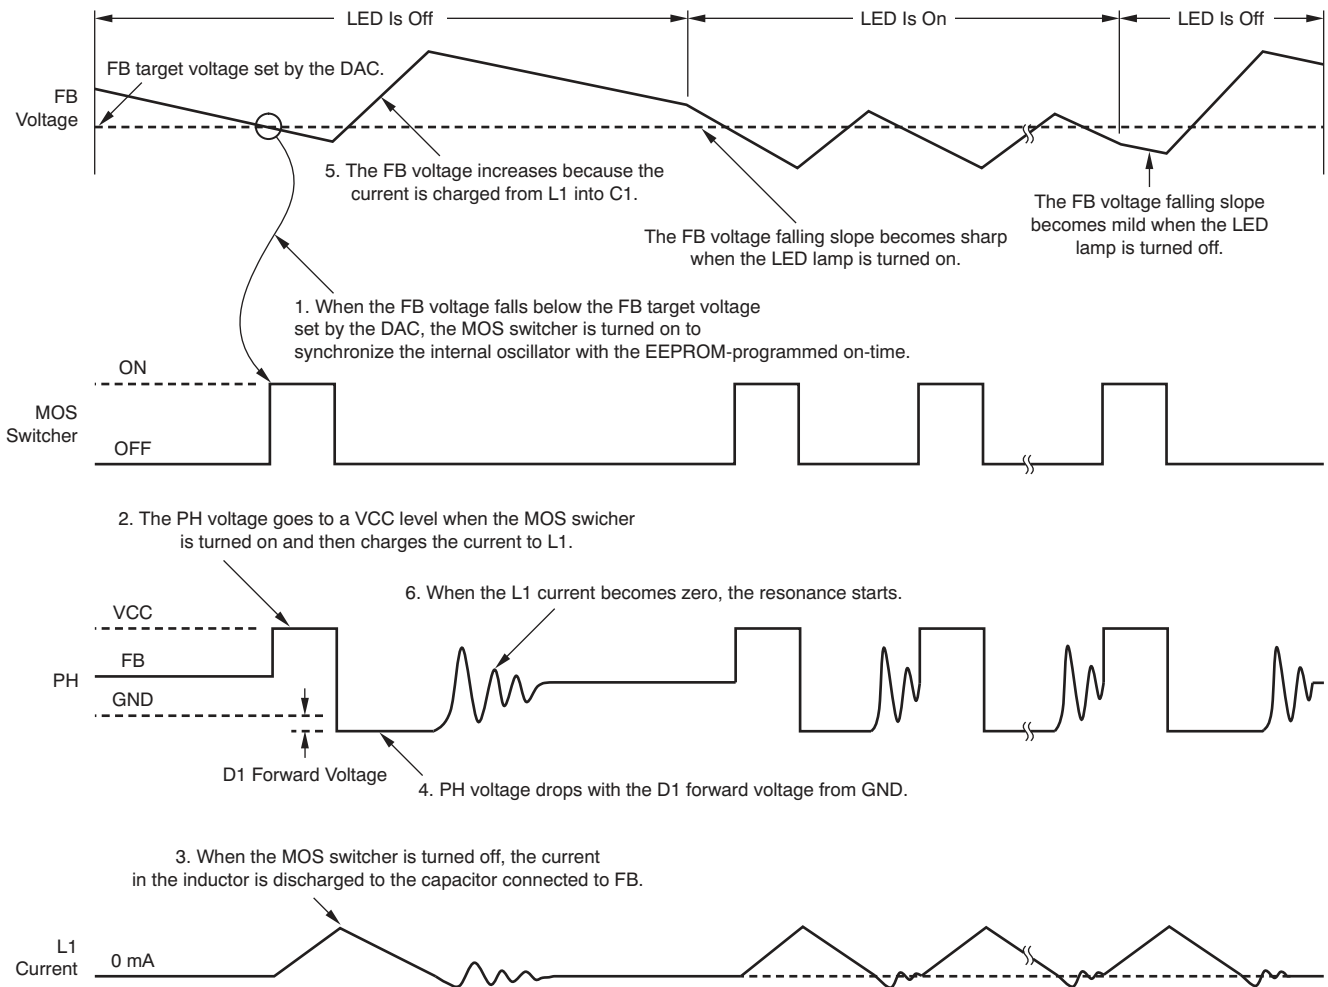 LED Is Off
LED Is On
LED Is Off
FB target voltage set by the DAC.
FB
Voltage
5. The FB voltage increases because the
current is charged from L1 into C1.
The FB voltage falling slope becomes sharp
when the LED lamp is turned on.
The FB voltage falling slope
becomes mild when the LED
lamp is turned off.
1. When the FB voltage falls below the FB target voltage
set by the DAC, the MOS switcher is turned on to
synchronize the internal oscillator with the EEPROM-programmed on-time.
ON
MOS
Switcher
OFF
2. The PH voltage goes to a VCC level when the MOS swicher
is turned on and then charges the current to L1.
6. When the L1 current becomes zero, the resonance starts.
VCC
FB
PH
GND
D1 Forward Voltage
4. PH voltage drops with the D1 forward voltage from GND.
3. When the MOS switcher is turned off, the current
in the inductor is discharged to the capacitor connected to FB.
L1
Current
0 mA